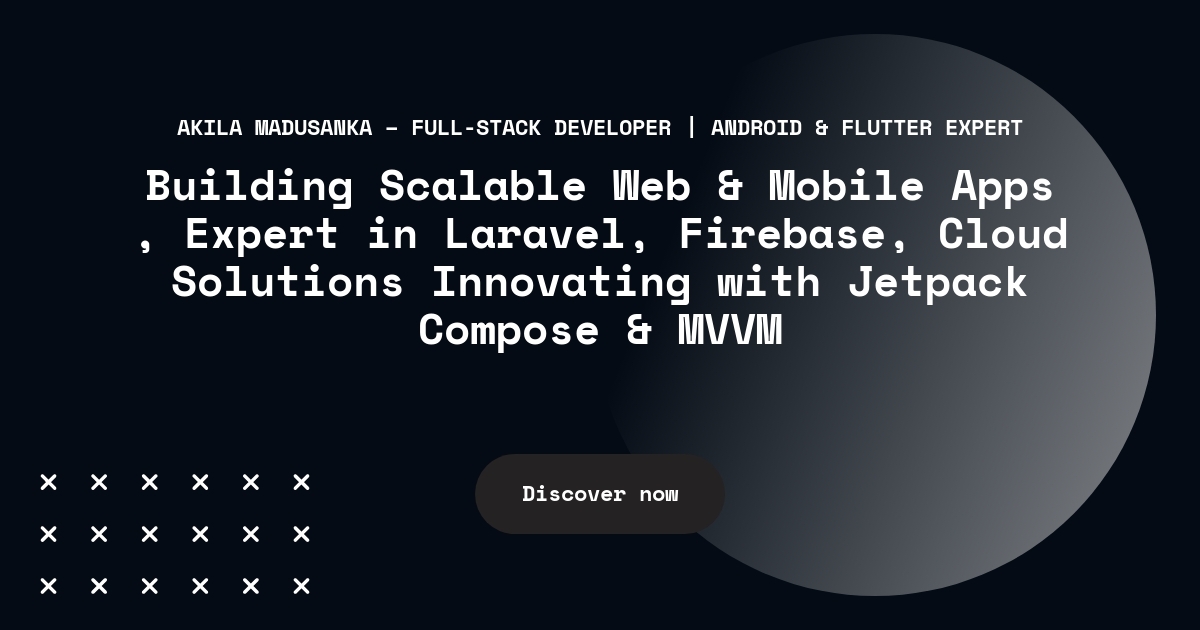 AKILA MADUSANKA – FULL-STACK DEVELOPER | ANDROID & FLUTTER EXPERT
Building Scalable Web & Mobile Apps
, Expert in Laravel, Firebase, Cloud
Solutions Innovating with Jetpack
Compose & MVVM
Discover now